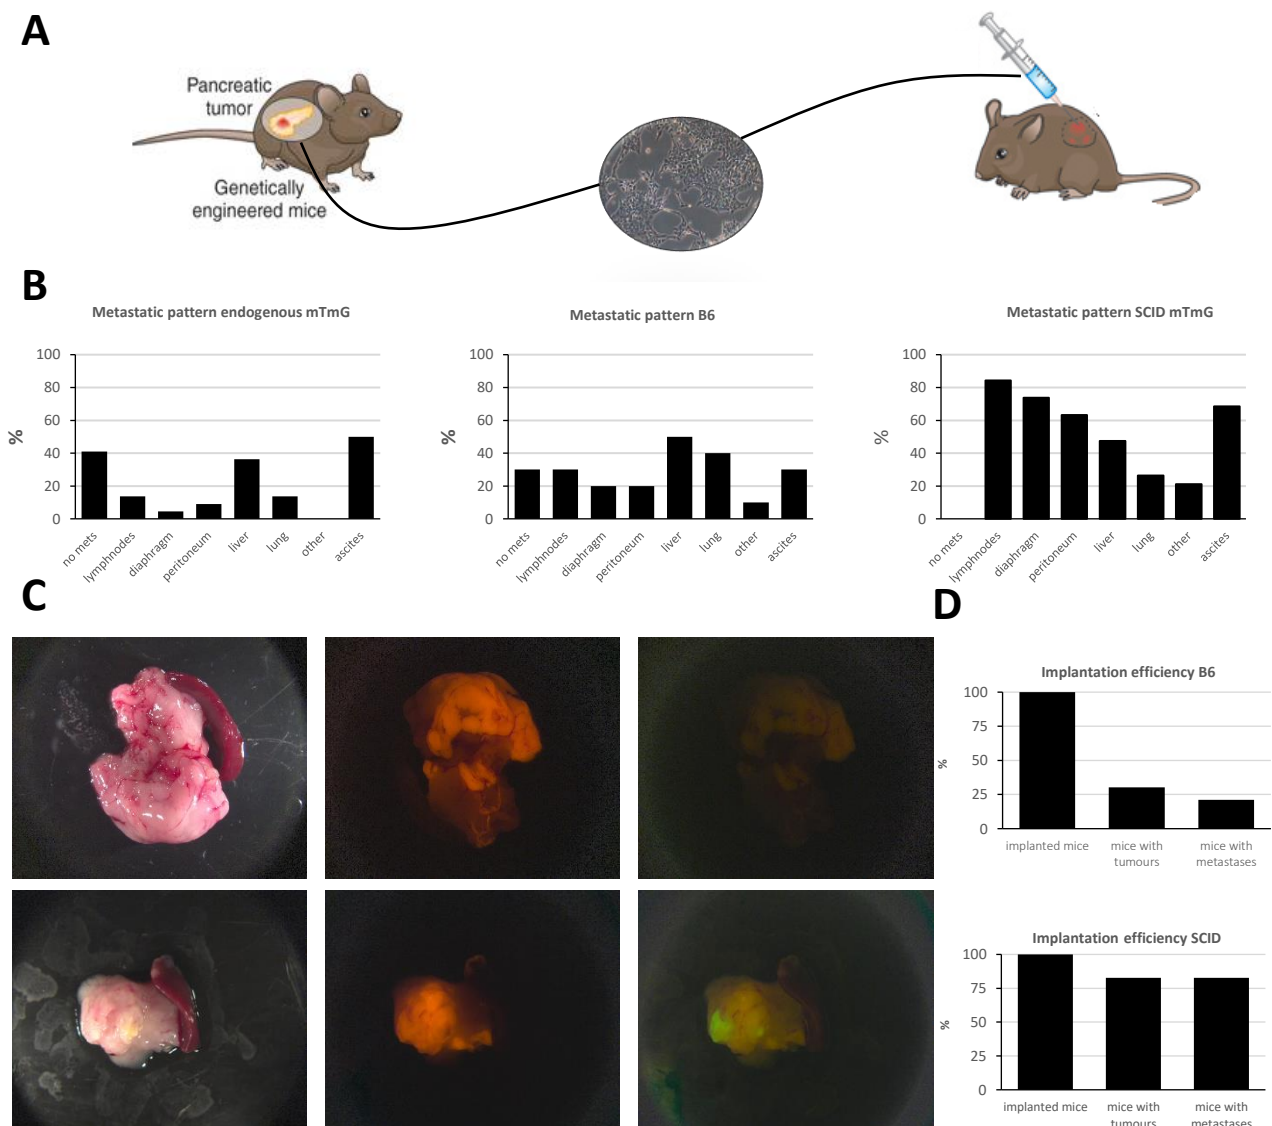 A
Pancreatic
tumor
Genetically
engineered mice
B
Metastatic pattern endogenous mTmG
100
80
60
40
20
0
%
no mets
lymphnodes
diaphragm
peritoneum
liver
lung
other
ascites
Metastatic pattern B6
100
80
60
40
20
0
%
no mets
lymphnodes
diaphragm
peritoneum
liver
lung
other
ascites
Metastatic pattern SCID mTmG
100
80
60
40
20
0
%
no mets
lymphnodes
diaphragm
peritoneum
liver
lung
other
ascites
C
D
Implantation efficiency B6
100
75
50
25
0
%
implanted mice
mice with
tumours
mice with
metastases
Implantation efficiency SCID
100
75
50
25
0
%
implanted mice
mice with
tumours
mice with
metastases